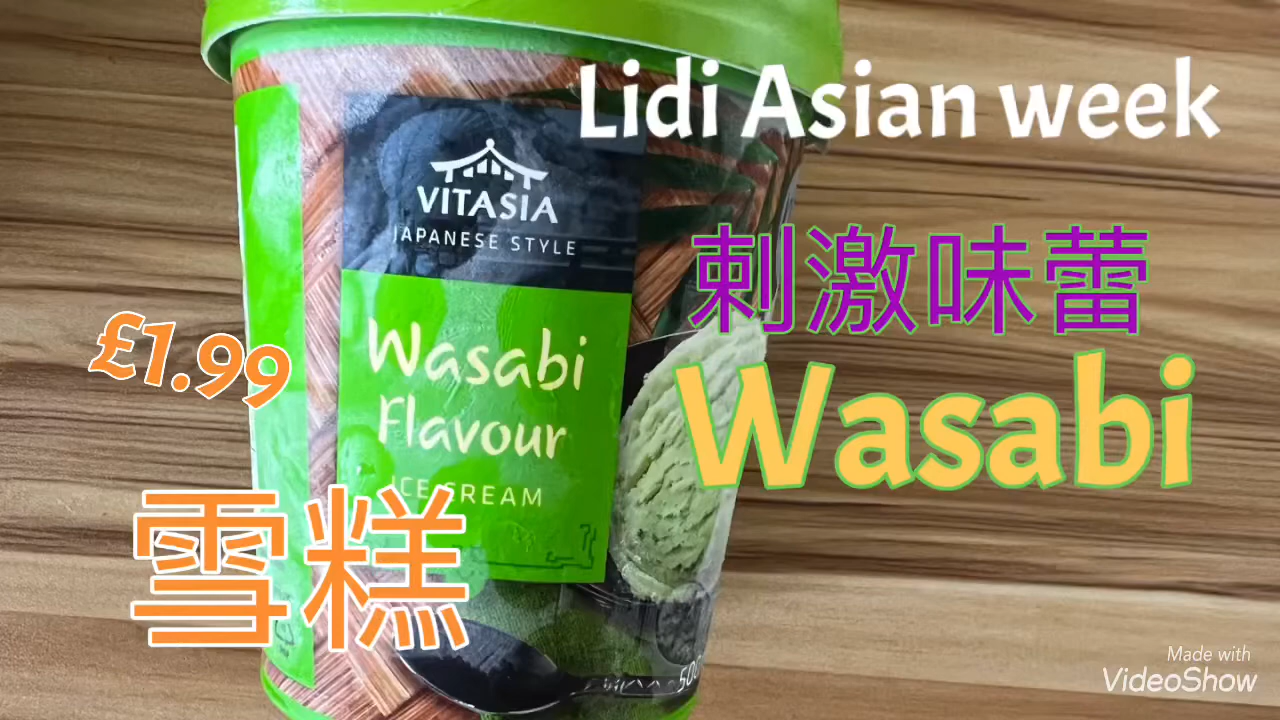 Lidi Asian week
VITASIA
JAPANESE STYLE
刺激味蕾
£1.99
Wasabi
Flavour
ICE CREAM
Wasabi
雪糕
Made with
VideoShow